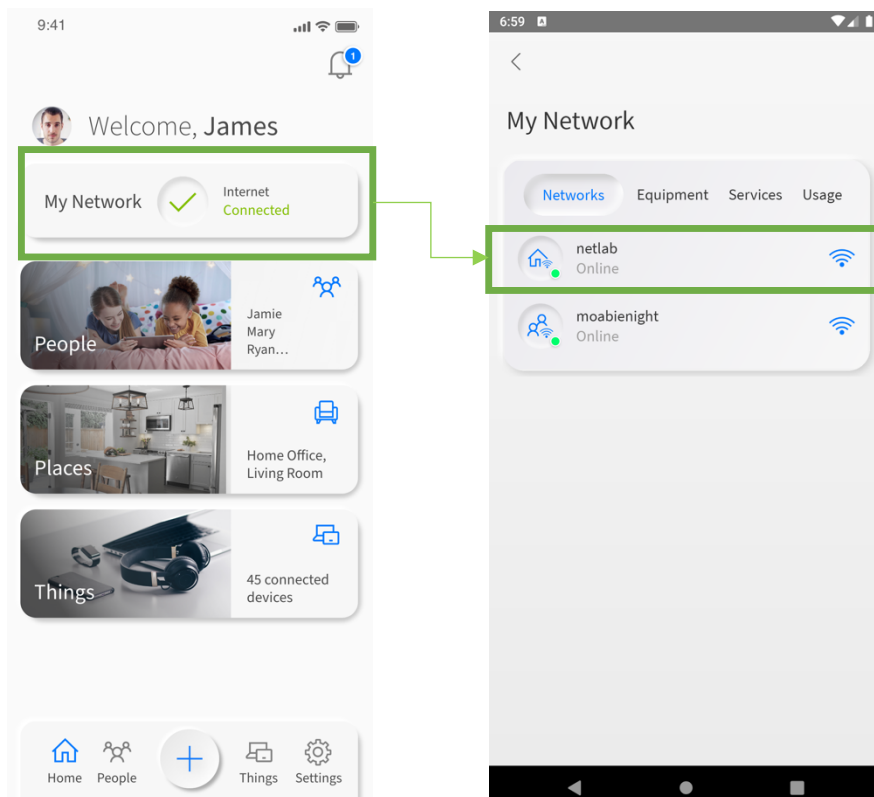 9:41
1
Welcome, James
My Network
Internet
Connected
People
Jamie
Mary
Ryan...
Places
Home Office,
Living Room
Things
45 connected
devices
Home People Things Settings
6:59 A
My Network
Networks Equipment Services Usage
netlab
Online
moabienight
Online